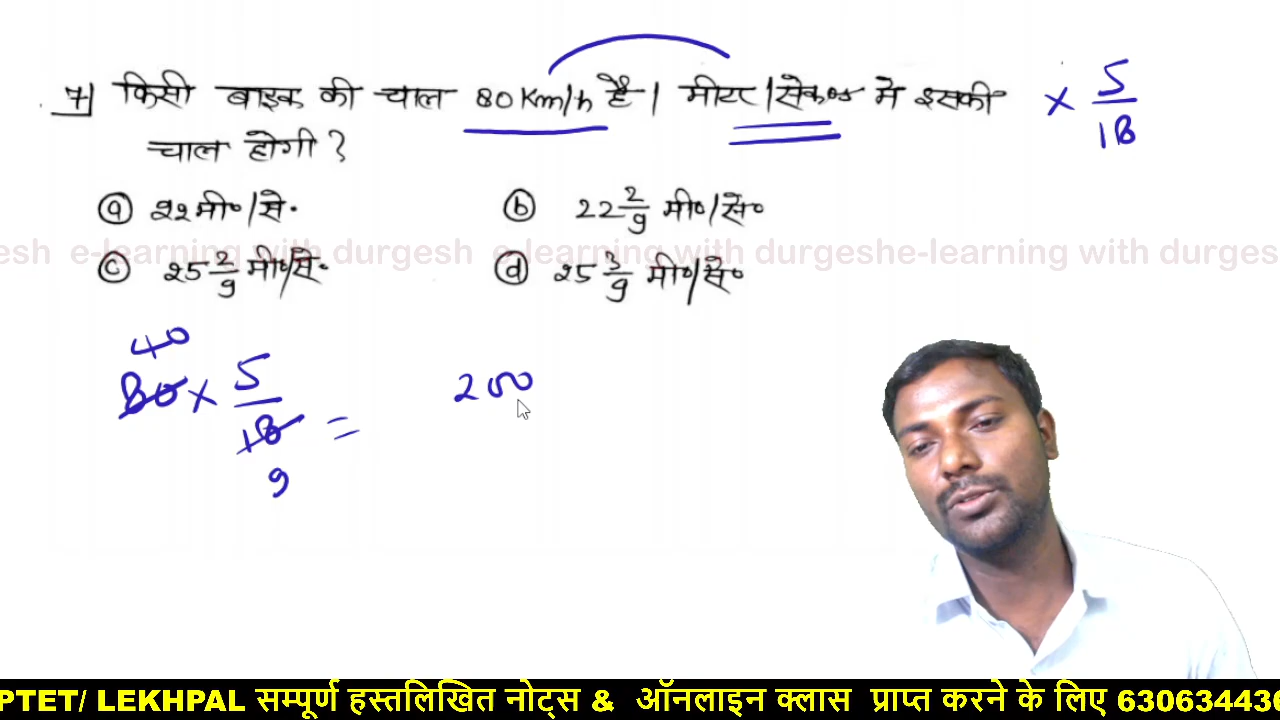 7] किसी बाइक की चाल 80 Km/h है। मीटर/सेकण्ड मे इसकी × 5/18
चाल होगी ?
(a) 22 मी०/से.
(b) 22 2/9 मी०/से०
esh e-learning with durgesh e-learning with durgeshe-learning with durges
(c) 25 2/9 मी०/से.
(d) 25 3/9 मी०/से०
40
80 × 5/18 = 200
9
PTET/ LEKHPAL सम्पूर्ण हस्तलिखित नोट्स & ऑनलाइन क्लास प्राप्त करने के लिए 630634436